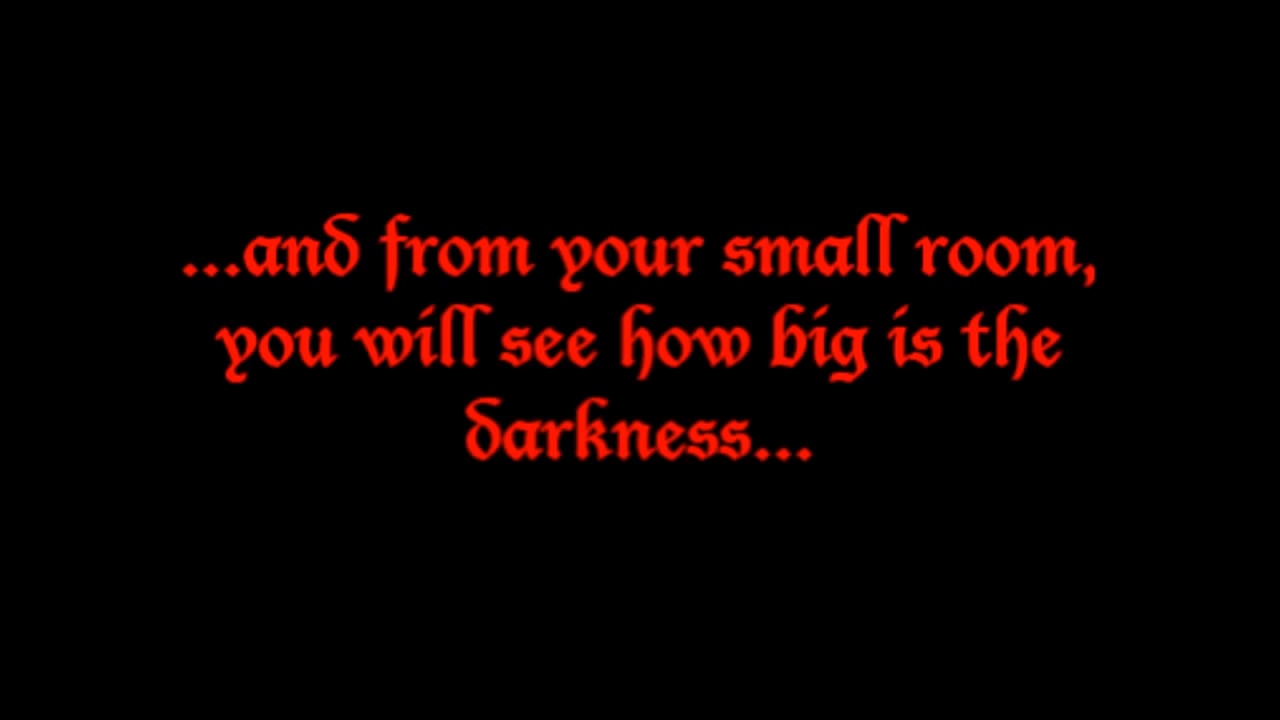 ...and from your small room,
you will see how big is the
darkness...